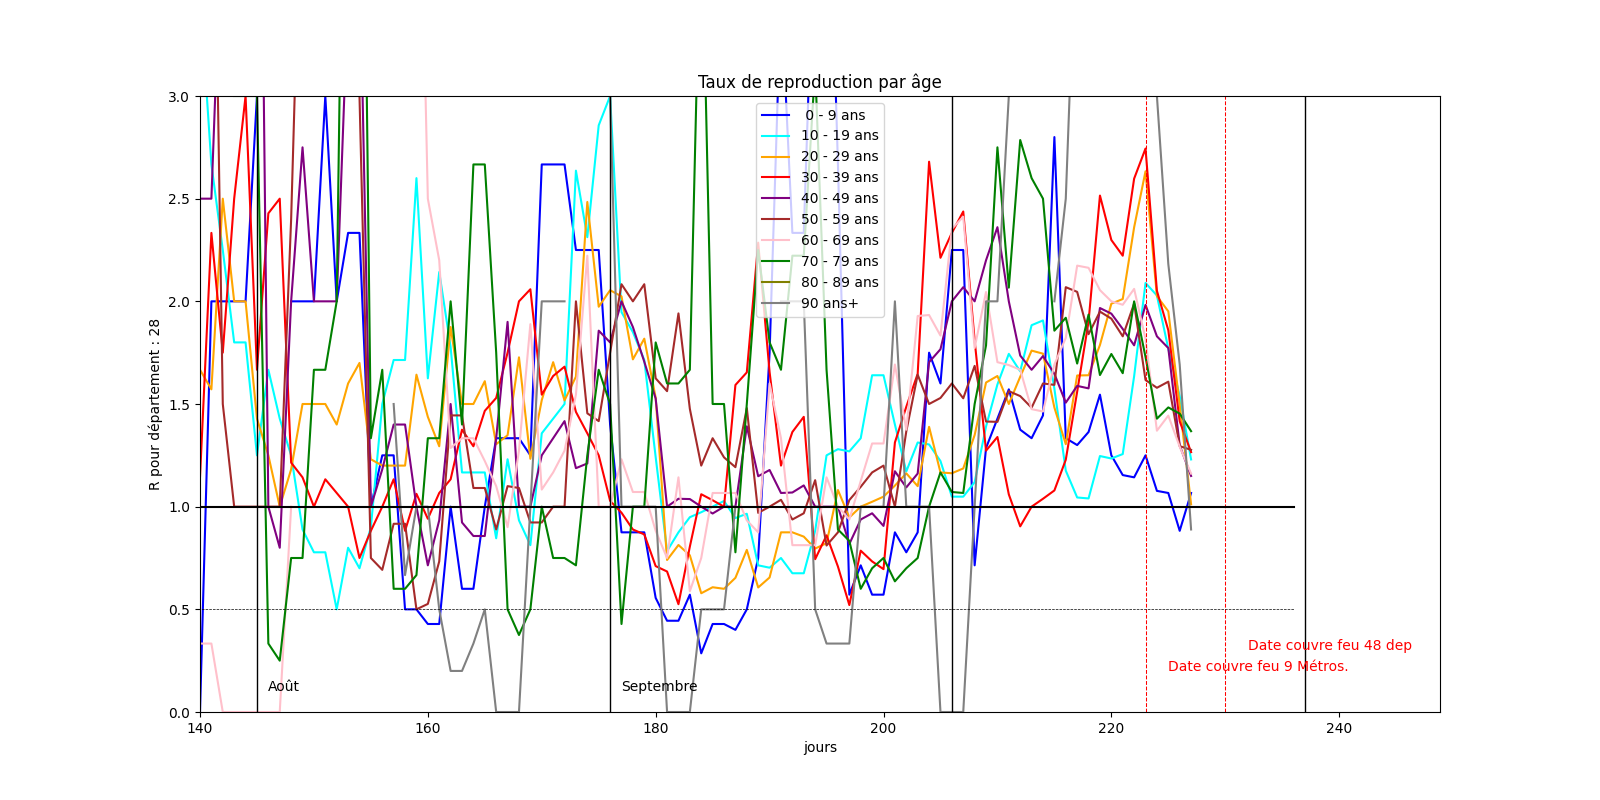 Taux de reproduction par âge
3.0
2.5
2.0
1.5
1.0
0.5
0.0
R pour département : 28
0 - 9 ans
10 - 19 ans
20 - 29 ans
30 - 39 ans
40 - 49 ans
50 - 59 ans
60 - 69 ans
70 - 79 ans
80 - 89 ans
90 ans+
Date couvre feu 48 dep
Date couvre feu 9 Métros.
Août
Septembre
140
160
180
200
220
240
jours